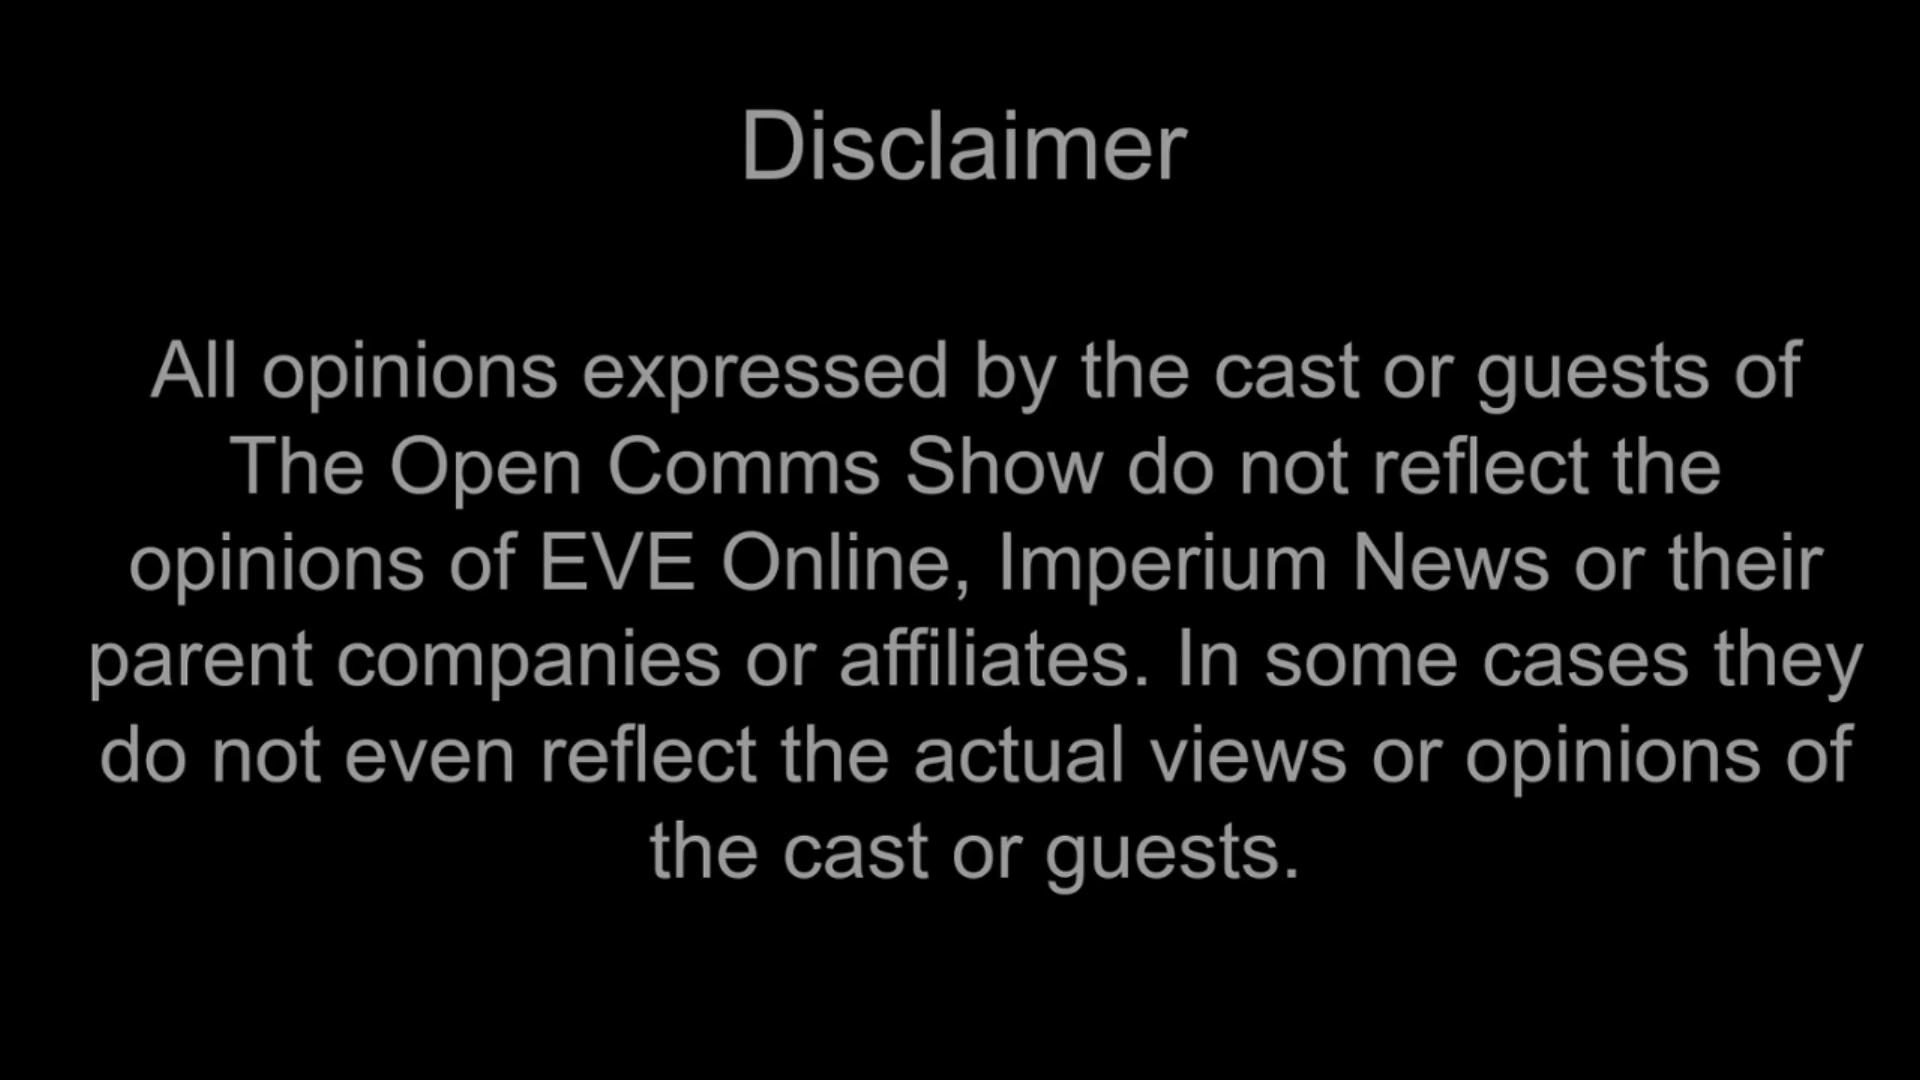 Disclaimer
All opinions expressed by the cast or guests of
The Open Comms Show do not reflect the
opinions of EVE Online, Imperium News or their
parent companies or affiliates. In some cases they
do not even reflect the actual views or opinions of
the cast or guests.